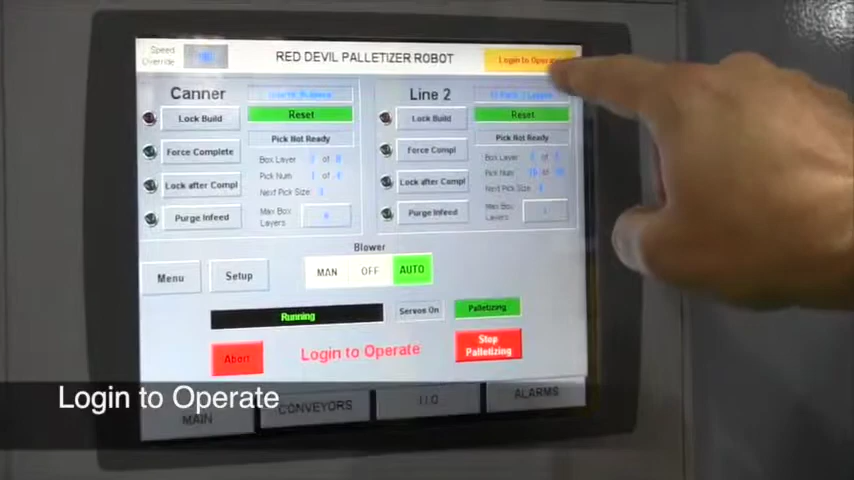 Speed
Override
RED DEVIL PALLETIZER ROBOT
Login to Operate
Canner
Line 2
Reset
Reset
Lock Build
Lock Build
Pick Not Ready
Pick Not Ready
Force Complete
Force Compl
Box Layer of
Box Layer of
Pick Num of
Pick Num of
Lock after Compl
Lock after Compl
Next Pick Size
Next Pick Size
Purge Infeed
Purge Infeed
Max Box
Layers
Max Box
Layers
Blower
Menu
Setup
MAN
OFF
AUTO
Running
Servos On
Palletizing
Abort
Login to Operate
Stop
Palletizing
Login to Operate
MAIN
CONVEYORS
I/O
ALARMS